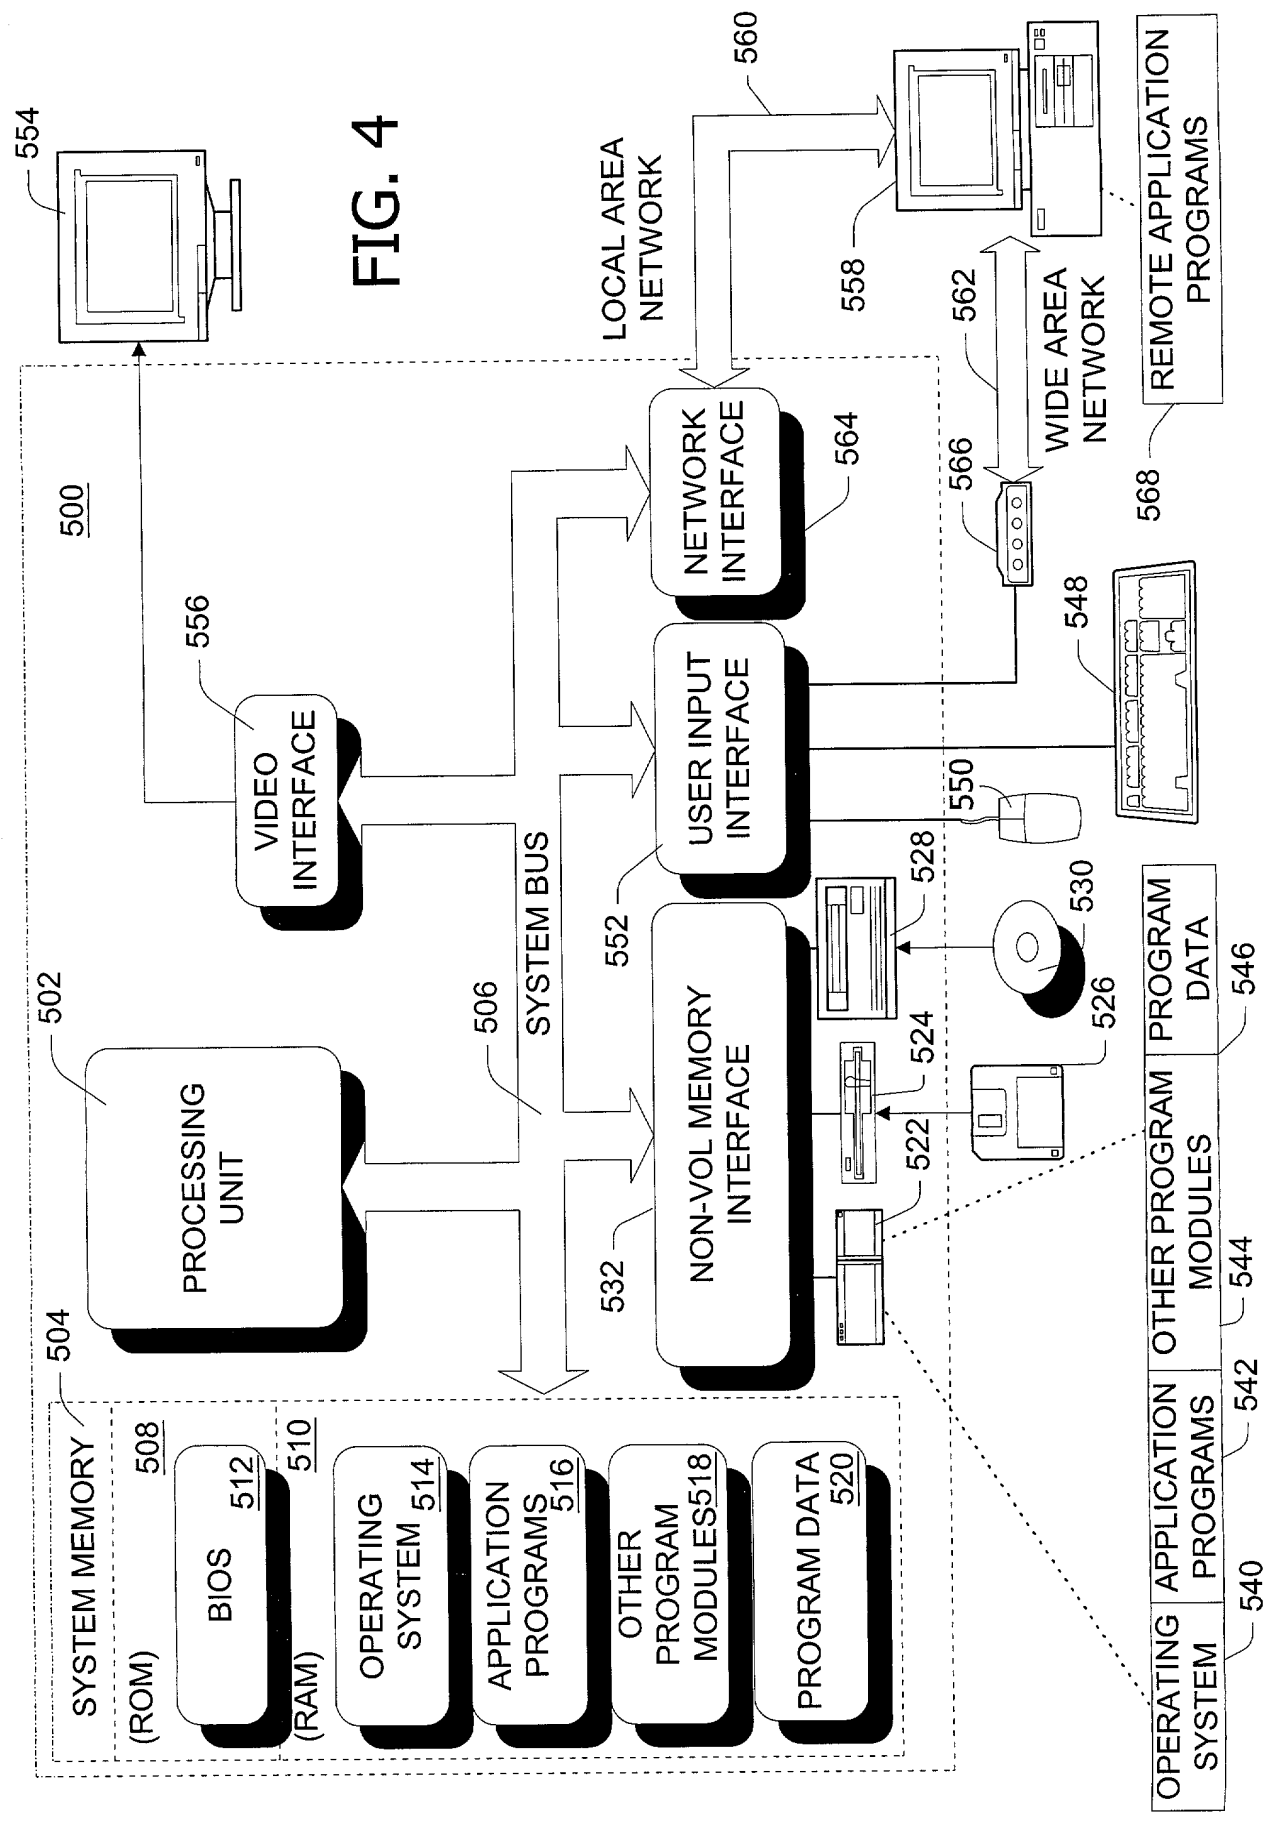 500
554
FIG. 4
SYSTEM MEMORY
504
(ROM)
508
BIOS
512
(RAM)
510
OPERATING
SYSTEM
514
APPLICATION
PROGRAMS
516
OTHER
PROGRAM
MODULES
518
PROGRAM DATA
520
PROCESSING
UNIT
502
VIDEO
INTERFACE
556
506
SYSTEM BUS
NON-VOL MEMORY
INTERFACE
532
USER INPUT
INTERFACE
552
NETWORK
INTERFACE
564
LOCAL AREA
NETWORK
560
558
562
WIDE AREA
NETWORK
566
522
524
528
526
530
550
548
REMOTE APPLICATION
PROGRAMS
568
OPERATING
SYSTEM
540
APPLICATION
PROGRAMS
542
OTHER PROGRAM
MODULES
544
PROGRAM
DATA
546